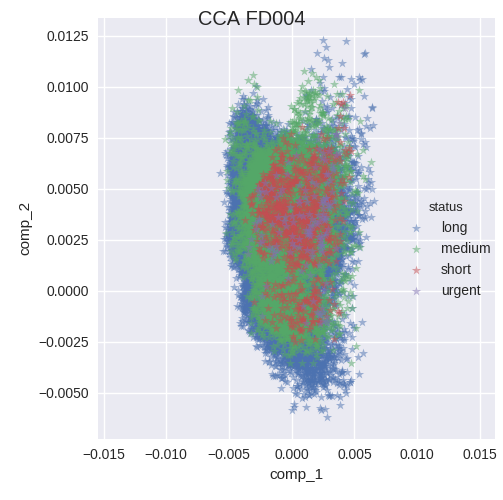 CCA FD004
0.0125
0.0100
0.0075
0.0050
0.0025
0.0000
−0.0025
−0.0050
comp_2
status
long
medium
short
urgent
−0.015
−0.010
−0.005
0.000
0.005
0.010
0.015
comp_1